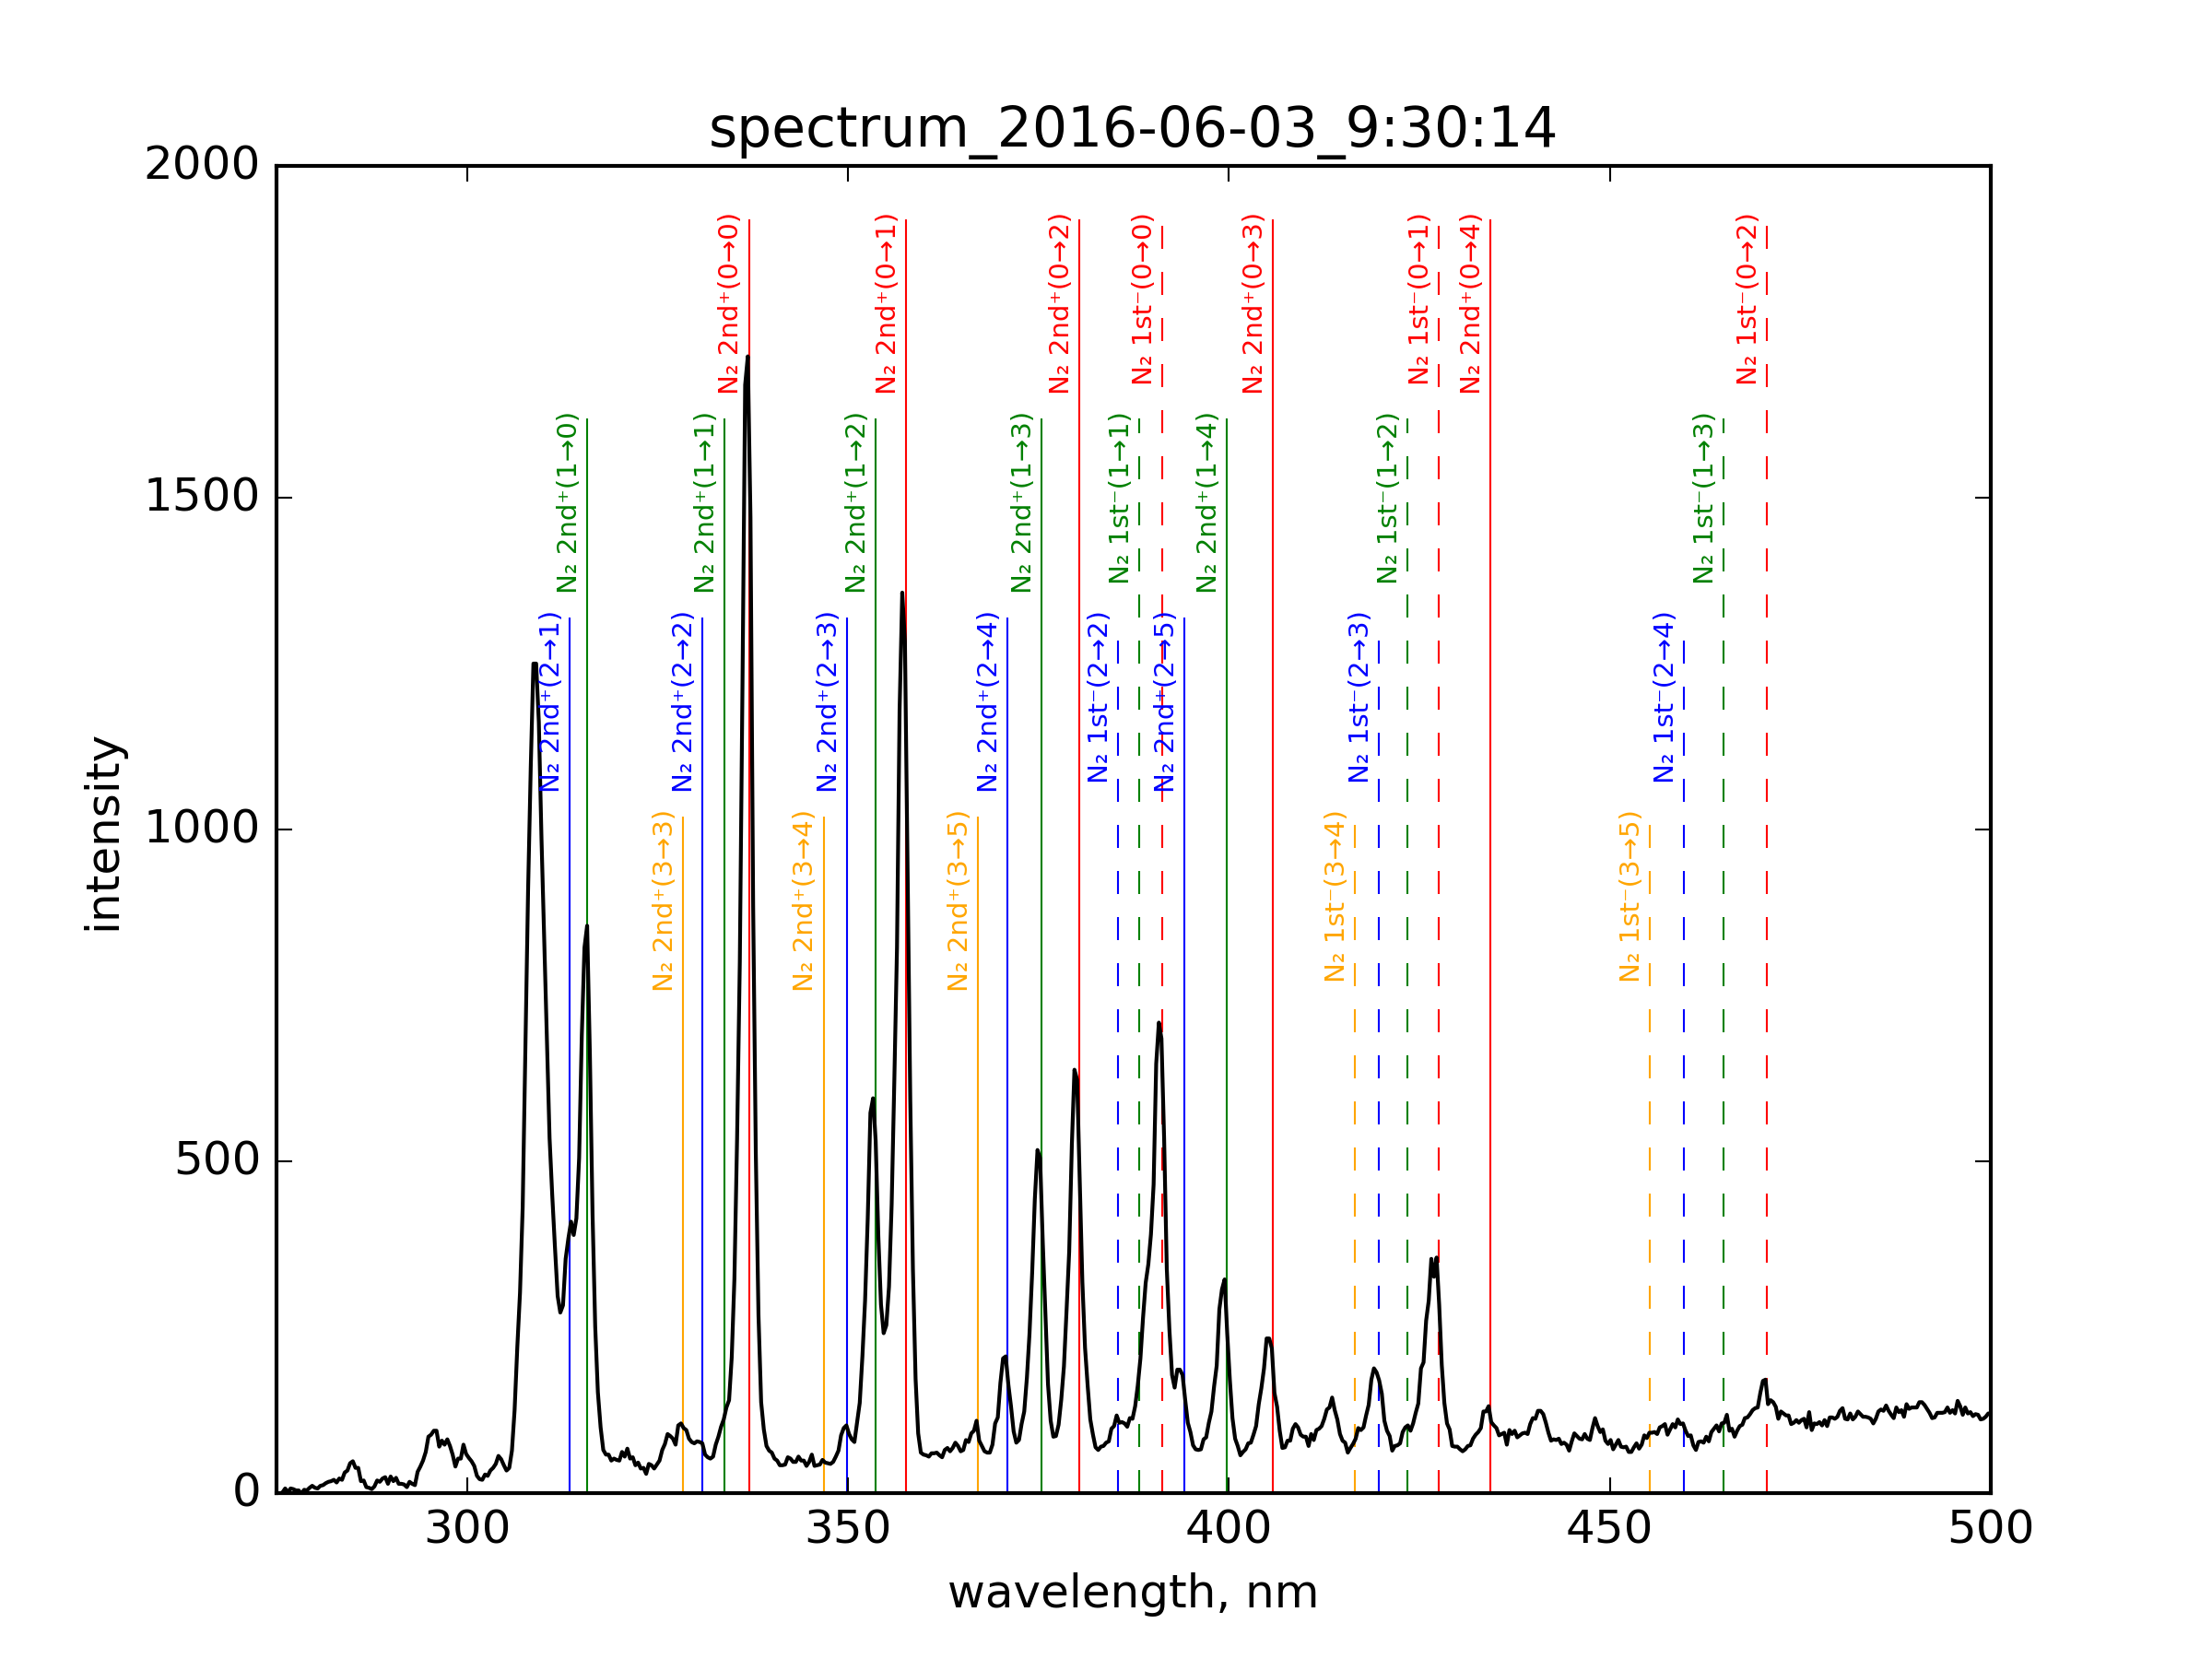 spectrum_2016-06-03_9:30:14
2000
1500
1000
500
0
intensity
N₂ 2nd⁺(0→0)
N₂ 2nd⁺(0→1)
N₂ 2nd⁺(0→2)
N₂ 1st⁻(0→0)
N₂ 2nd⁺(0→3)
N₂ 1st⁻(0→1)
N₂ 2nd⁺(0→4)
N₂ 1st⁻(0→2)
N₂ 2nd⁺(1→0)
N₂ 2nd⁺(1→1)
N₂ 2nd⁺(1→2)
N₂ 2nd⁺(1→3)
N₂ 1st⁻(1→1)
N₂ 2nd⁺(1→4)
N₂ 1st⁻(1→2)
N₂ 1st⁻(1→3)
N₂ 2nd⁺(2→1)
N₂ 2nd⁺(2→2)
N₂ 2nd⁺(2→3)
N₂ 2nd⁺(2→4)
N₂ 1st⁻(2→2)
N₂ 2nd⁺(2→5)
N₂ 1st⁻(2→3)
N₂ 1st⁻(2→4)
N₂ 2nd⁺(3→3)
N₂ 2nd⁺(3→4)
N₂ 2nd⁺(3→5)
N₂ 1st⁻(3→4)
N₂ 1st⁻(3→5)
300 350 400 450 500
wavelength, nm